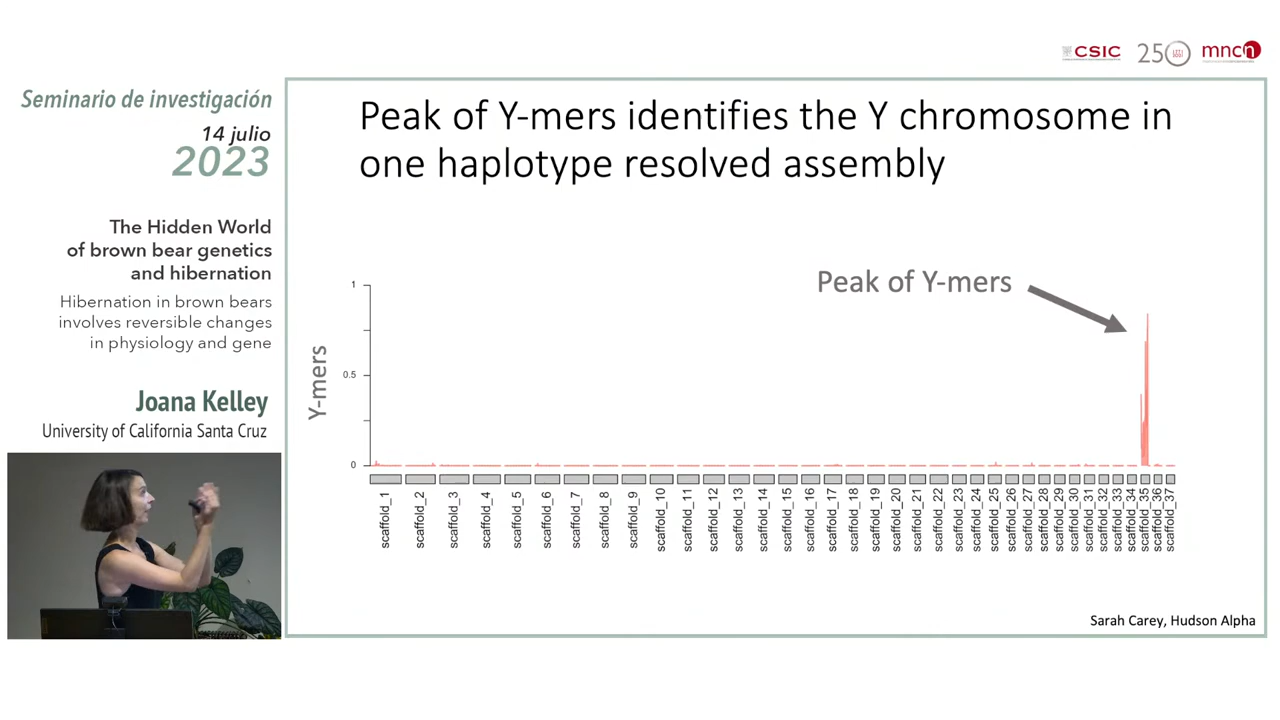 CSIC
250
mncn
Seminario de investigación
14 julio
2023
The Hidden World
of brown bear genetics
and hibernation
Hibernation in brown bears
involves reversible changes
in physiology and gene
Joana Kelley
University of California Santa Cruz
Peak of Y-mers identifies the Y chromosome in
one haplotype resolved assembly
Peak of Y-mers
Y-mers
1
0.5
0
scaffold_1
scaffold_2
scaffold_3
scaffold_4
scaffold_5
scaffold_6
scaffold_7
scaffold_8
scaffold_9
scaffold_10
scaffold_11
scaffold_12
scaffold_13
scaffold_14
scaffold_15
scaffold_16
scaffold_17
scaffold_18
scaffold_19
scaffold_20
scaffold_21
scaffold_22
scaffold_23
scaffold_24
scaffold_25
scaffold_26
scaffold_27
scaffold_28
scaffold_29
scaffold_30
scaffold_31
scaffold_32
scaffold_33
scaffold_34
scaffold_35
scaffold_36
scaffold_37
Sarah Carey, Hudson Alpha